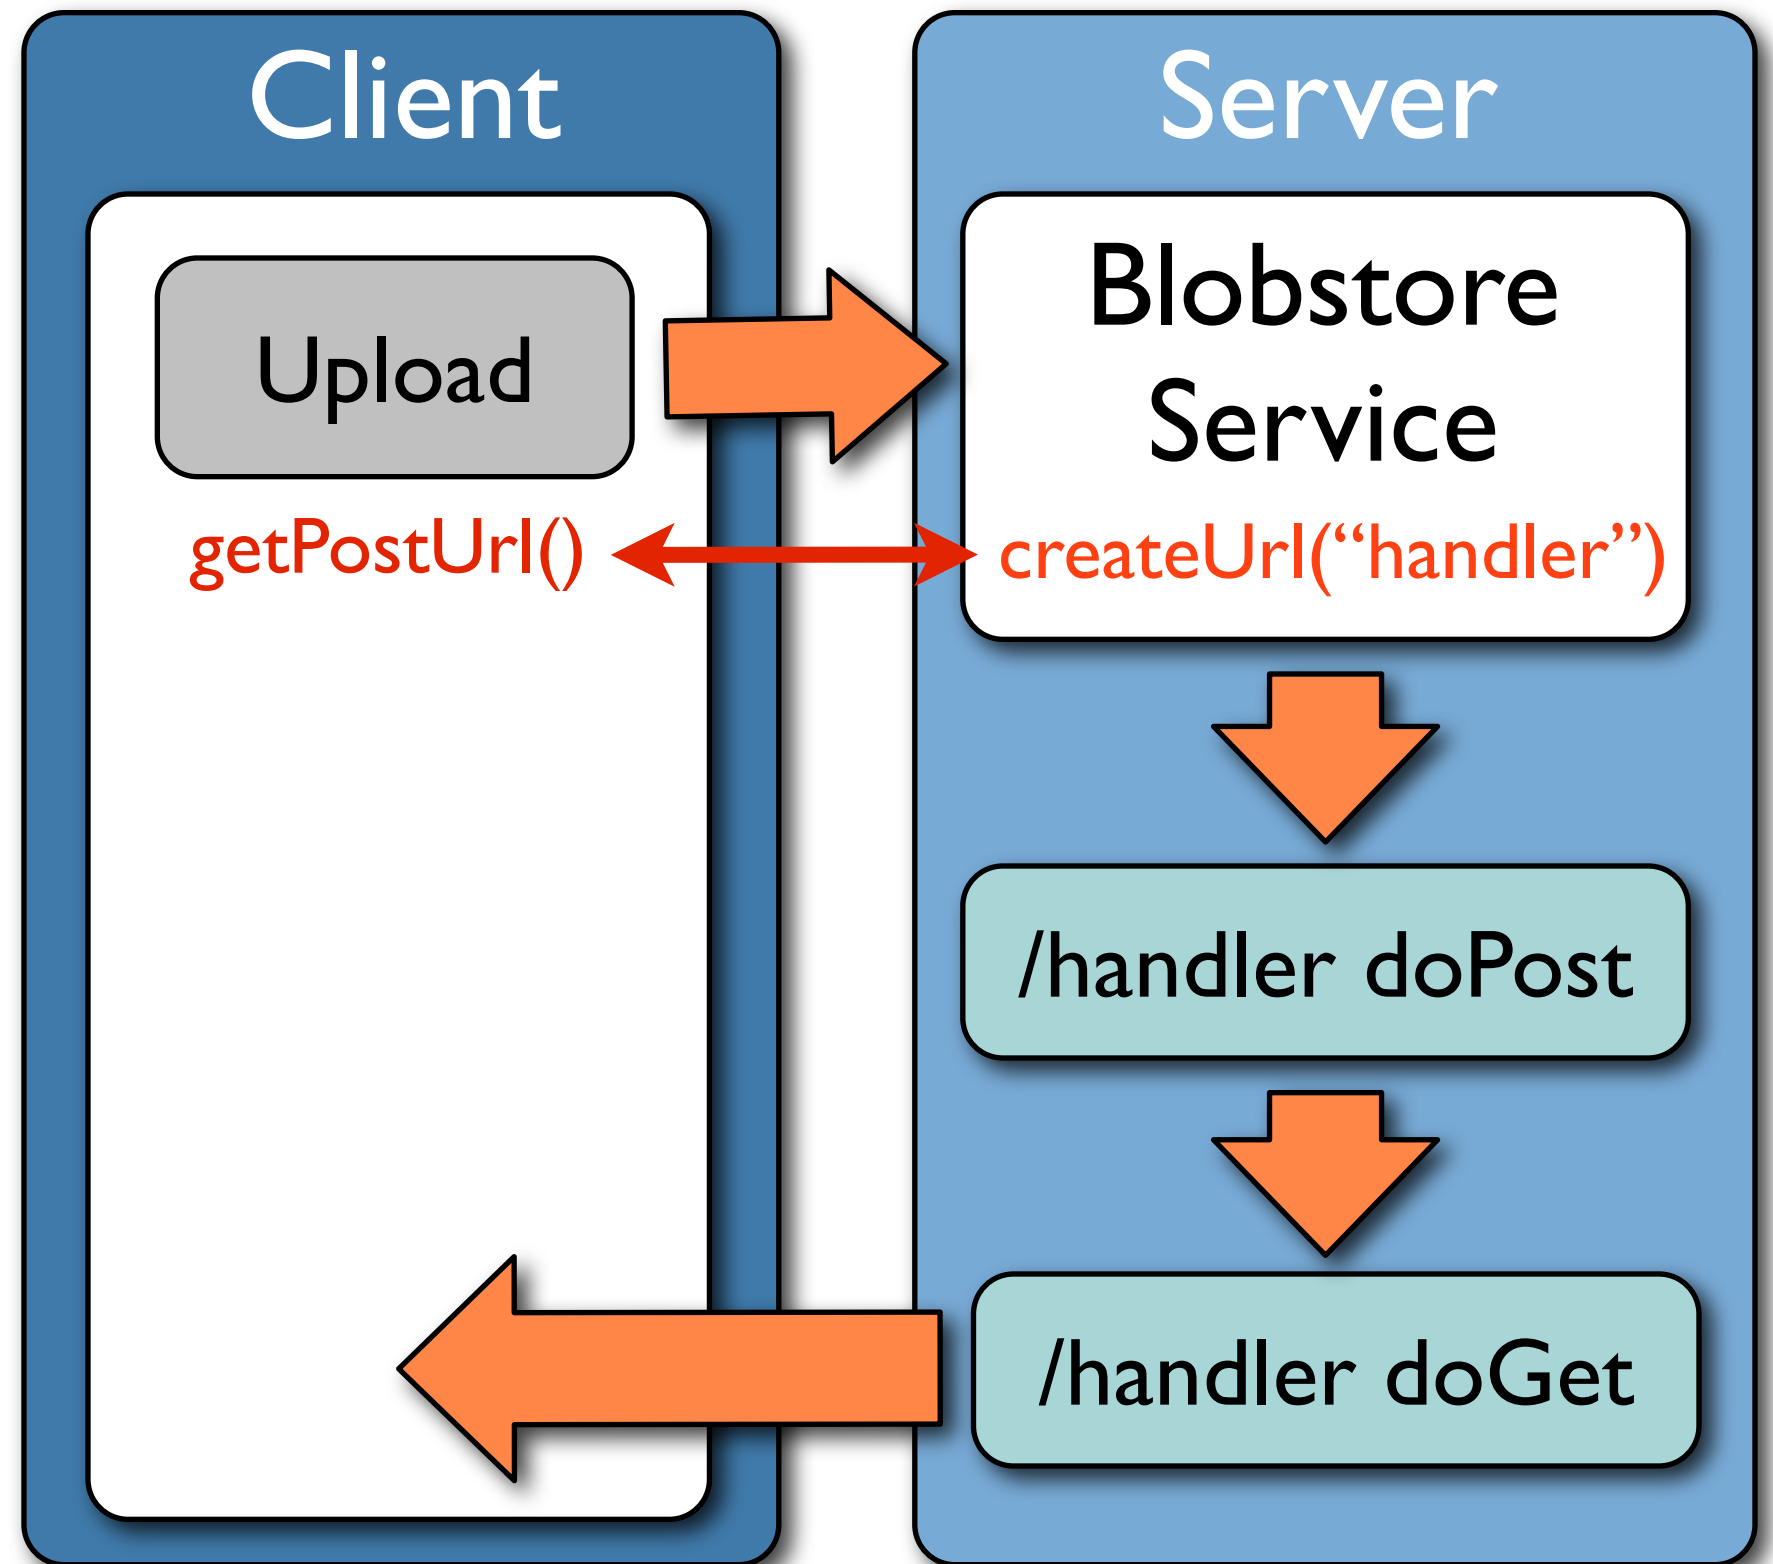 Client
Upload
getPostUrl()
Server
Blobstore
Service
createUrl(“handler”)
/handler doPost
/handler doGet